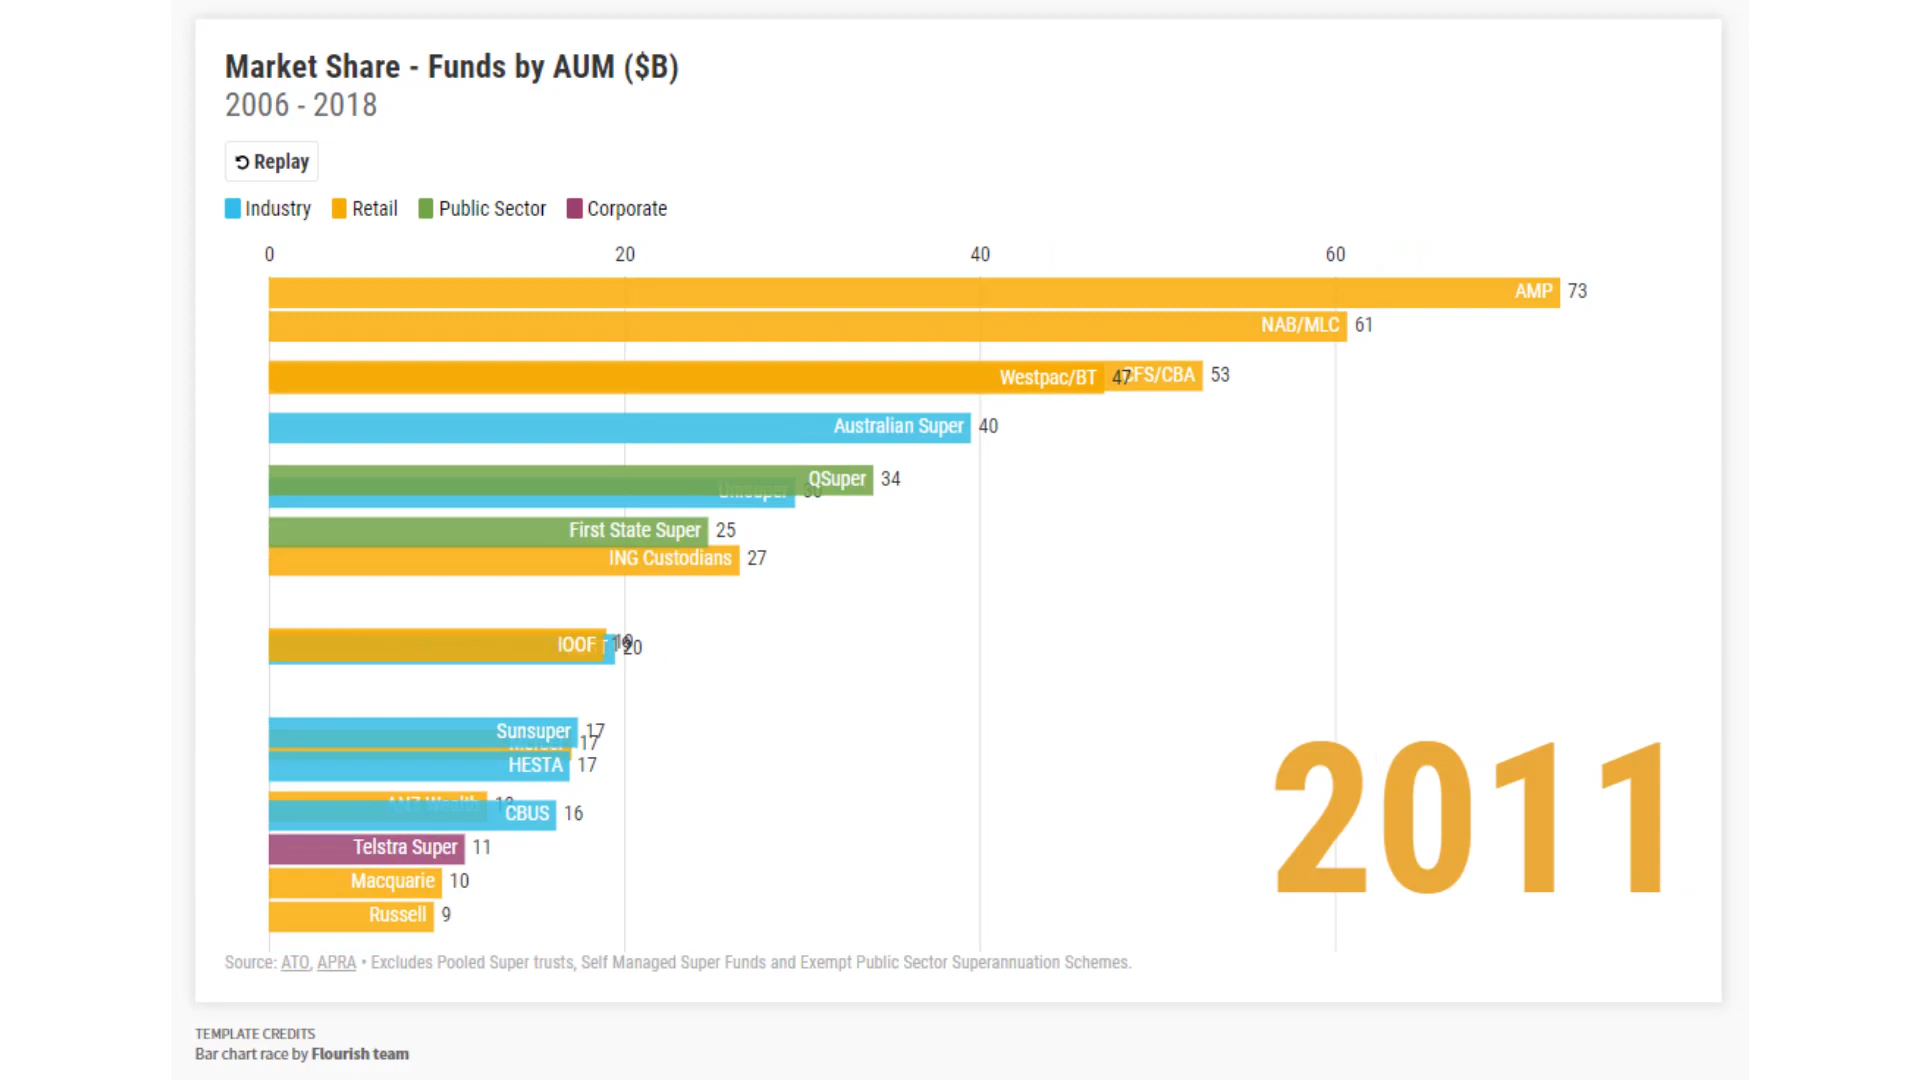 Market Share - Funds by AUM ($B)
2006 - 2018
Replay
Industry Retail Public Sector Corporate
0 20 40 60
AMP 73
NAB/MLC 61
Westpac/BT 47 CFS/CBA 53
Australian Super 40
QSuper 34
First State Super 25
ING Custodians 27
IOOF 20
Sunsuper 17
17
HESTA 17
CBUS 16
Telstra Super 11
Macquarie 10
Russell 9
2011
Source: ATO, APRA • Excludes Pooled Super trusts, Self Managed Super Funds and Exempt Public Sector Superannuation Schemes.
TEMPLATE CREDITS
Bar chart race by Flourish team